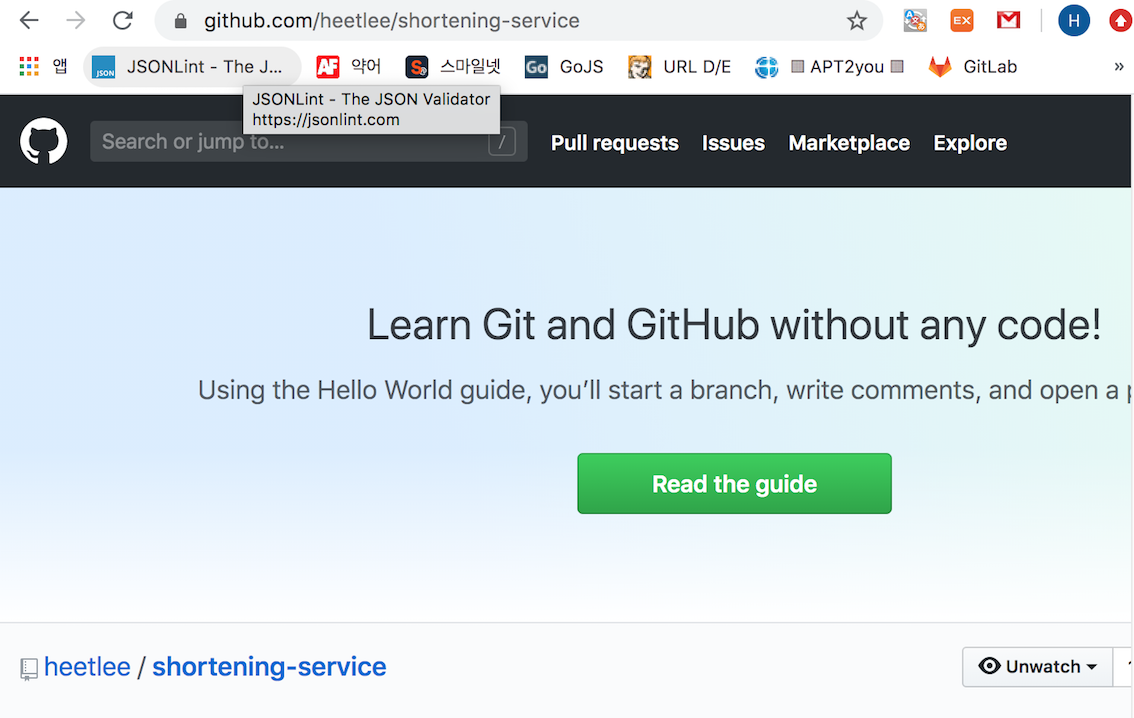 github.com/heetlee/shortening-service
EX
H
앱
JSON
JSONLint - The J...
AF
약어
스마일넷
Go
GoJS
URL D/E
APT2you
GitLab
»
JSONLint - The JSON Validator
https://jsonlint.com
Search or jump to...
/
Pull requests
Issues
Marketplace
Explore
Learn Git and GitHub without any code!
Using the Hello World guide, you’ll start a branch, write comments, and open a
Read the guide
heetlee / shortening-service
Unwatch